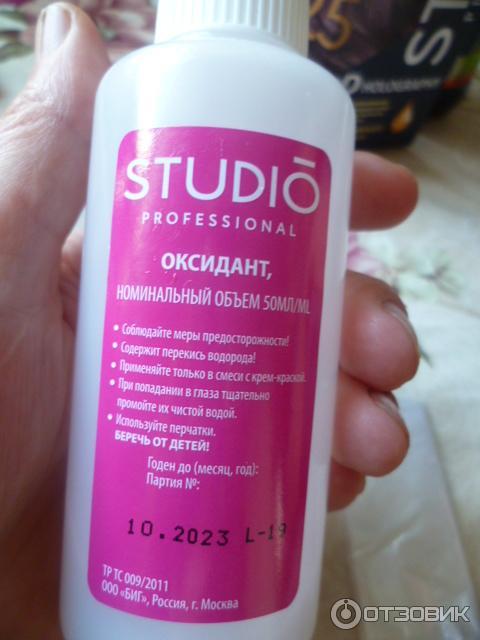 STUDIO
PROFESSIONAL
ОКСИДАНТ,
НОМИНАЛЬНЫЙ ОБЪЕМ 50МЛ/ML
• Соблюдайте меры предосторожности!
• Содержит перекись водорода!
• Применяйте только в смеси с крем-краской.
• При попадании в глаза тщательно
промойте их чистой водой.
• Используйте перчатки.
БЕРЕЧЬ ОТ ДЕТЕЙ!
Годен до (месяц, год):
Партия №:
10.2023 L-19
ТР ТС 009/2011
ООО «БИГ», Россия, г. Москва
ST
HOLOGRAPHY
ОТЗОВИК